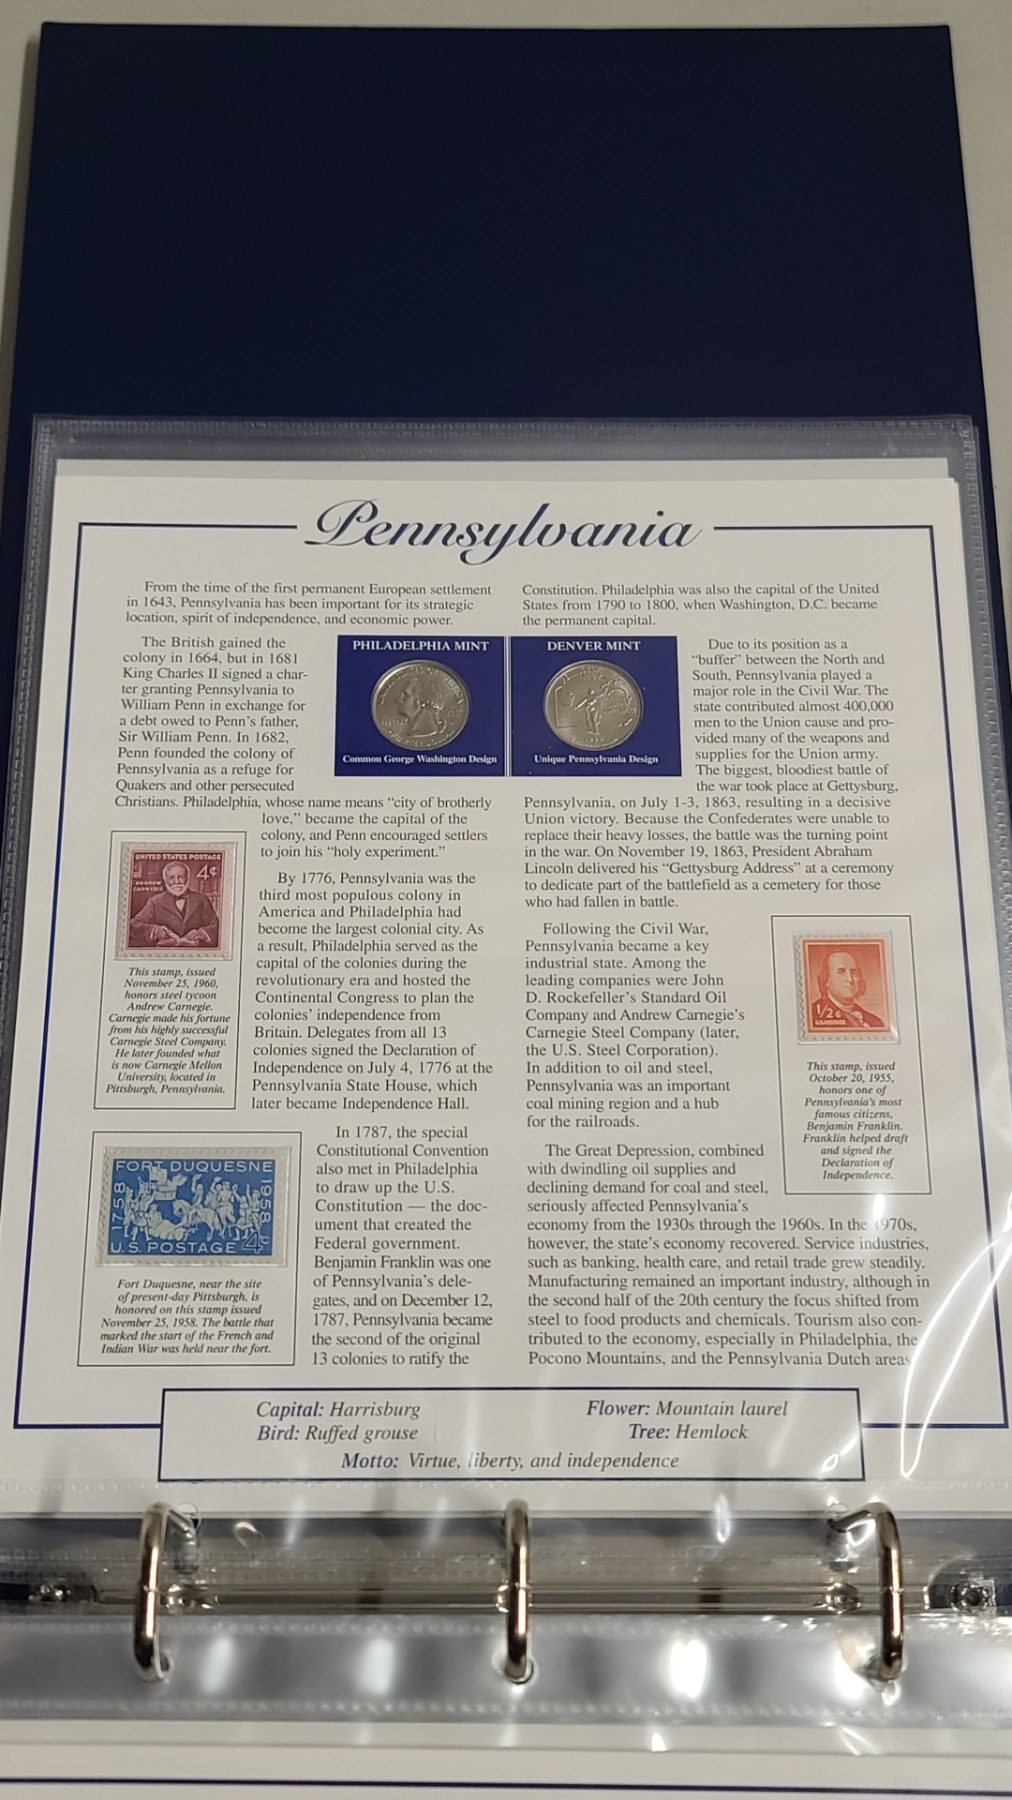 Pennsylvania
From the time of the first permanent European settlement
in 1643, Pennsylvania has been important for its strategic
location, spirit of independence, and economic power.
The British gained the
colony in 1664, but in 1681
King Charles II signed a char-
ter granting Pennsylvania to
William Penn in exchange for
a debt owed to Penn's father,
Sir William Penn. In 1682,
Penn founded the colony of
Pennsylvania as a refuge for
Quakers and other persecuted
Christians. Philadelphia, whose name means "city of brotherly
love," became the capital of the
colony, and Penn encouraged settlers
to join his "holy experiment."
By 1776, Pennsylvania was the
third most populous colony in
America and Philadelphia had
become the largest colonial city. As
a result, Philadelphia served as the
capital of the colonies during the
revolutionary era and hosted the
Continental Congress to plan the
colonies' independence from
Britain. Delegates from all 13
colonies signed the Declaration of
Independence on July 4, 1776 at the
Pennsylvania State House, which
later became Independence Hall.
In 1787, the special
Constitutional Convention
also met in Philadelphia
to draw up the U.S.
Constitution — the doc-
ument that created the
Federal government.
Benjamin Franklin was one
of Pennsylvania's dele-
gates, and on December 12,
1787, Pennsylvania became
the second of the original
13 colonies to ratify the
UNITED STATES POSTAGE
4¢
ANDREW
CARNEGIE
This stamp, issued
November 25, 1960,
honors steel tycoon
Andrew Carnegie.
Carnegie made his fortune
from his highly successful
Carnegie Steel Company.
He later founded what
is now Carnegie Mellon
University, located in
Pittsburgh, Pennsylvania.
FORT DUQUESNE
1758
1958
U.S. POSTAGE 4c
Fort Duquesne, near the site
of present-day Pittsburgh, is
honored on this stamp issued
November 25, 1958. The battle that
marked the start of the French and
Indian War was held near the fort.
PHILADELPHIA MINT
Common George Washington Design
DENVER MINT
Unique Pennsylvania Design
Constitution. Philadelphia was also the capital of the United
States from 1790 to 1800, when Washington, D.C. became
the permanent capital.
Due to its position as a
"buffer" between the North and
South, Pennsylvania played a
major role in the Civil War. The
state contributed almost 400,000
men to the Union cause and pro-
vided many of the weapons and
supplies for the Union army.
The biggest, bloodiest battle of
the war took place at Gettysburg,
Pennsylvania, on July 1-3, 1863, resulting in a decisive
Union victory. Because the Confederates were unable to
replace their heavy losses, the battle was the turning point
in the war. On November 19, 1863, President Abraham
Lincoln delivered his "Gettysburg Address" at a ceremony
to dedicate part of the battlefield as a cemetery for those
who had fallen in battle.
Following the Civil War,
Pennsylvania became a key
industrial state. Among the
leading companies were John
D. Rockefeller's Standard Oil
Company and Andrew Carnegie's
Carnegie Steel Company (later,
the U.S. Steel Corporation).
In addition to oil and steel,
Pennsylvania was an important
coal mining region and a hub
for the railroads.
The Great Depression, combined
with dwindling oil supplies and
declining demand for coal and steel,
seriously affected Pennsylvania's
economy from the 1930s through the 1960s. In the 1970s,
however, the state's economy recovered. Service industries,
such as banking, health care, and retail trade grew steadily.
Manufacturing remained an important industry, although in
the second half of the 20th century the focus shifted from
steel to food products and chemicals. Tourism also con-
tributed to the economy, especially in Philadelphia, the
Pocono Mountains, and the Pennsylvania Dutch areas
1/2¢
U.S. POSTAGE
This stamp, issued
October 20, 1955,
honors one of
Pennsylvania's most
famous citizens,
Benjamin Franklin.
Franklin helped draft
and signed the
Declaration of
Independence.
Capital: Harrisburg
Bird: Ruffed grouse
Flower: Mountain laurel
Tree: Hemlock
Motto: Virtue, liberty, and independence